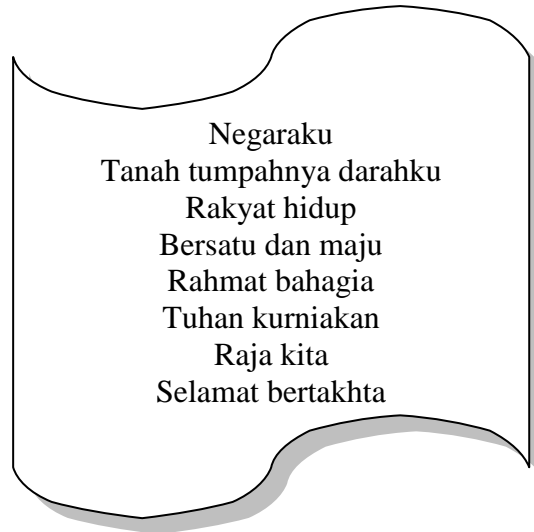 Negaraku
Tanah tumpahnya darahku
Rakyat hidup
Bersatu dan maju
Rahmat bahagia
Tuhan kurniakan
Raja kita
Selamat bertakhta